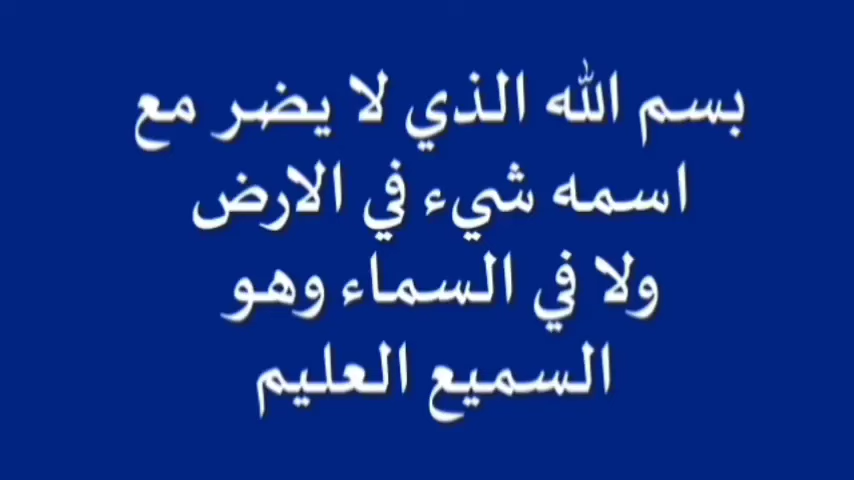 بسم الله الذي لا يضر مع
اسمه شيء في الارض
ولا في السماء وهو
السميع العليم